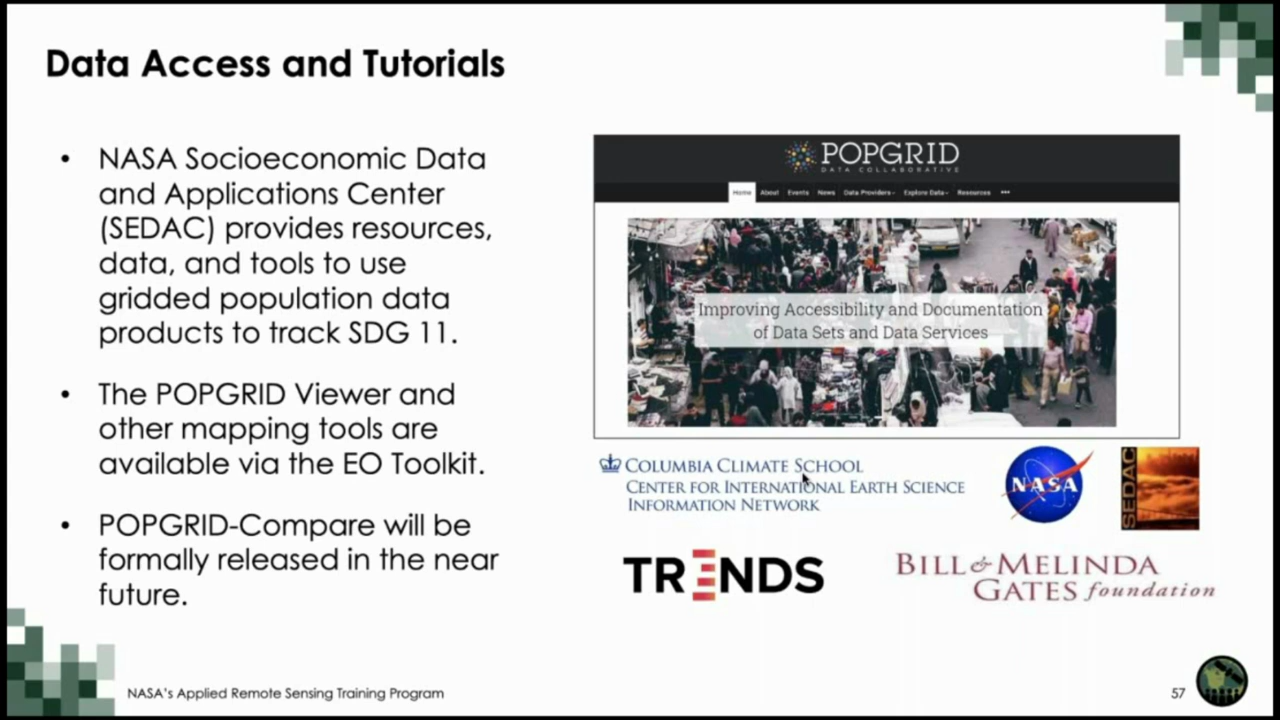 Data Access and Tutorials
• NASA Socioeconomic Data
and Applications Center
(SEDAC) provides resources,
data, and tools to use
gridded population data
products to track SDG 11.
• The POPGRID Viewer and
other mapping tools are
available via the EO Toolkit.
• POPGRID-Compare will be
formally released in the near
future.
POPGRID
DATA COLLABORATIVE
Home About Events News Data Providers Explore Data Resources •••
Improving Accessibility and Documentation
of Data Sets and Data Services
COLUMBIA CLIMATE SCHOOL
CENTER FOR INTERNATIONAL EARTH SCIENCE
INFORMATION NETWORK
NASA
SEDAC
TRENDS
BILL & MELINDA
GATES foundation
NASA's Applied Remote Sensing Training Program
57